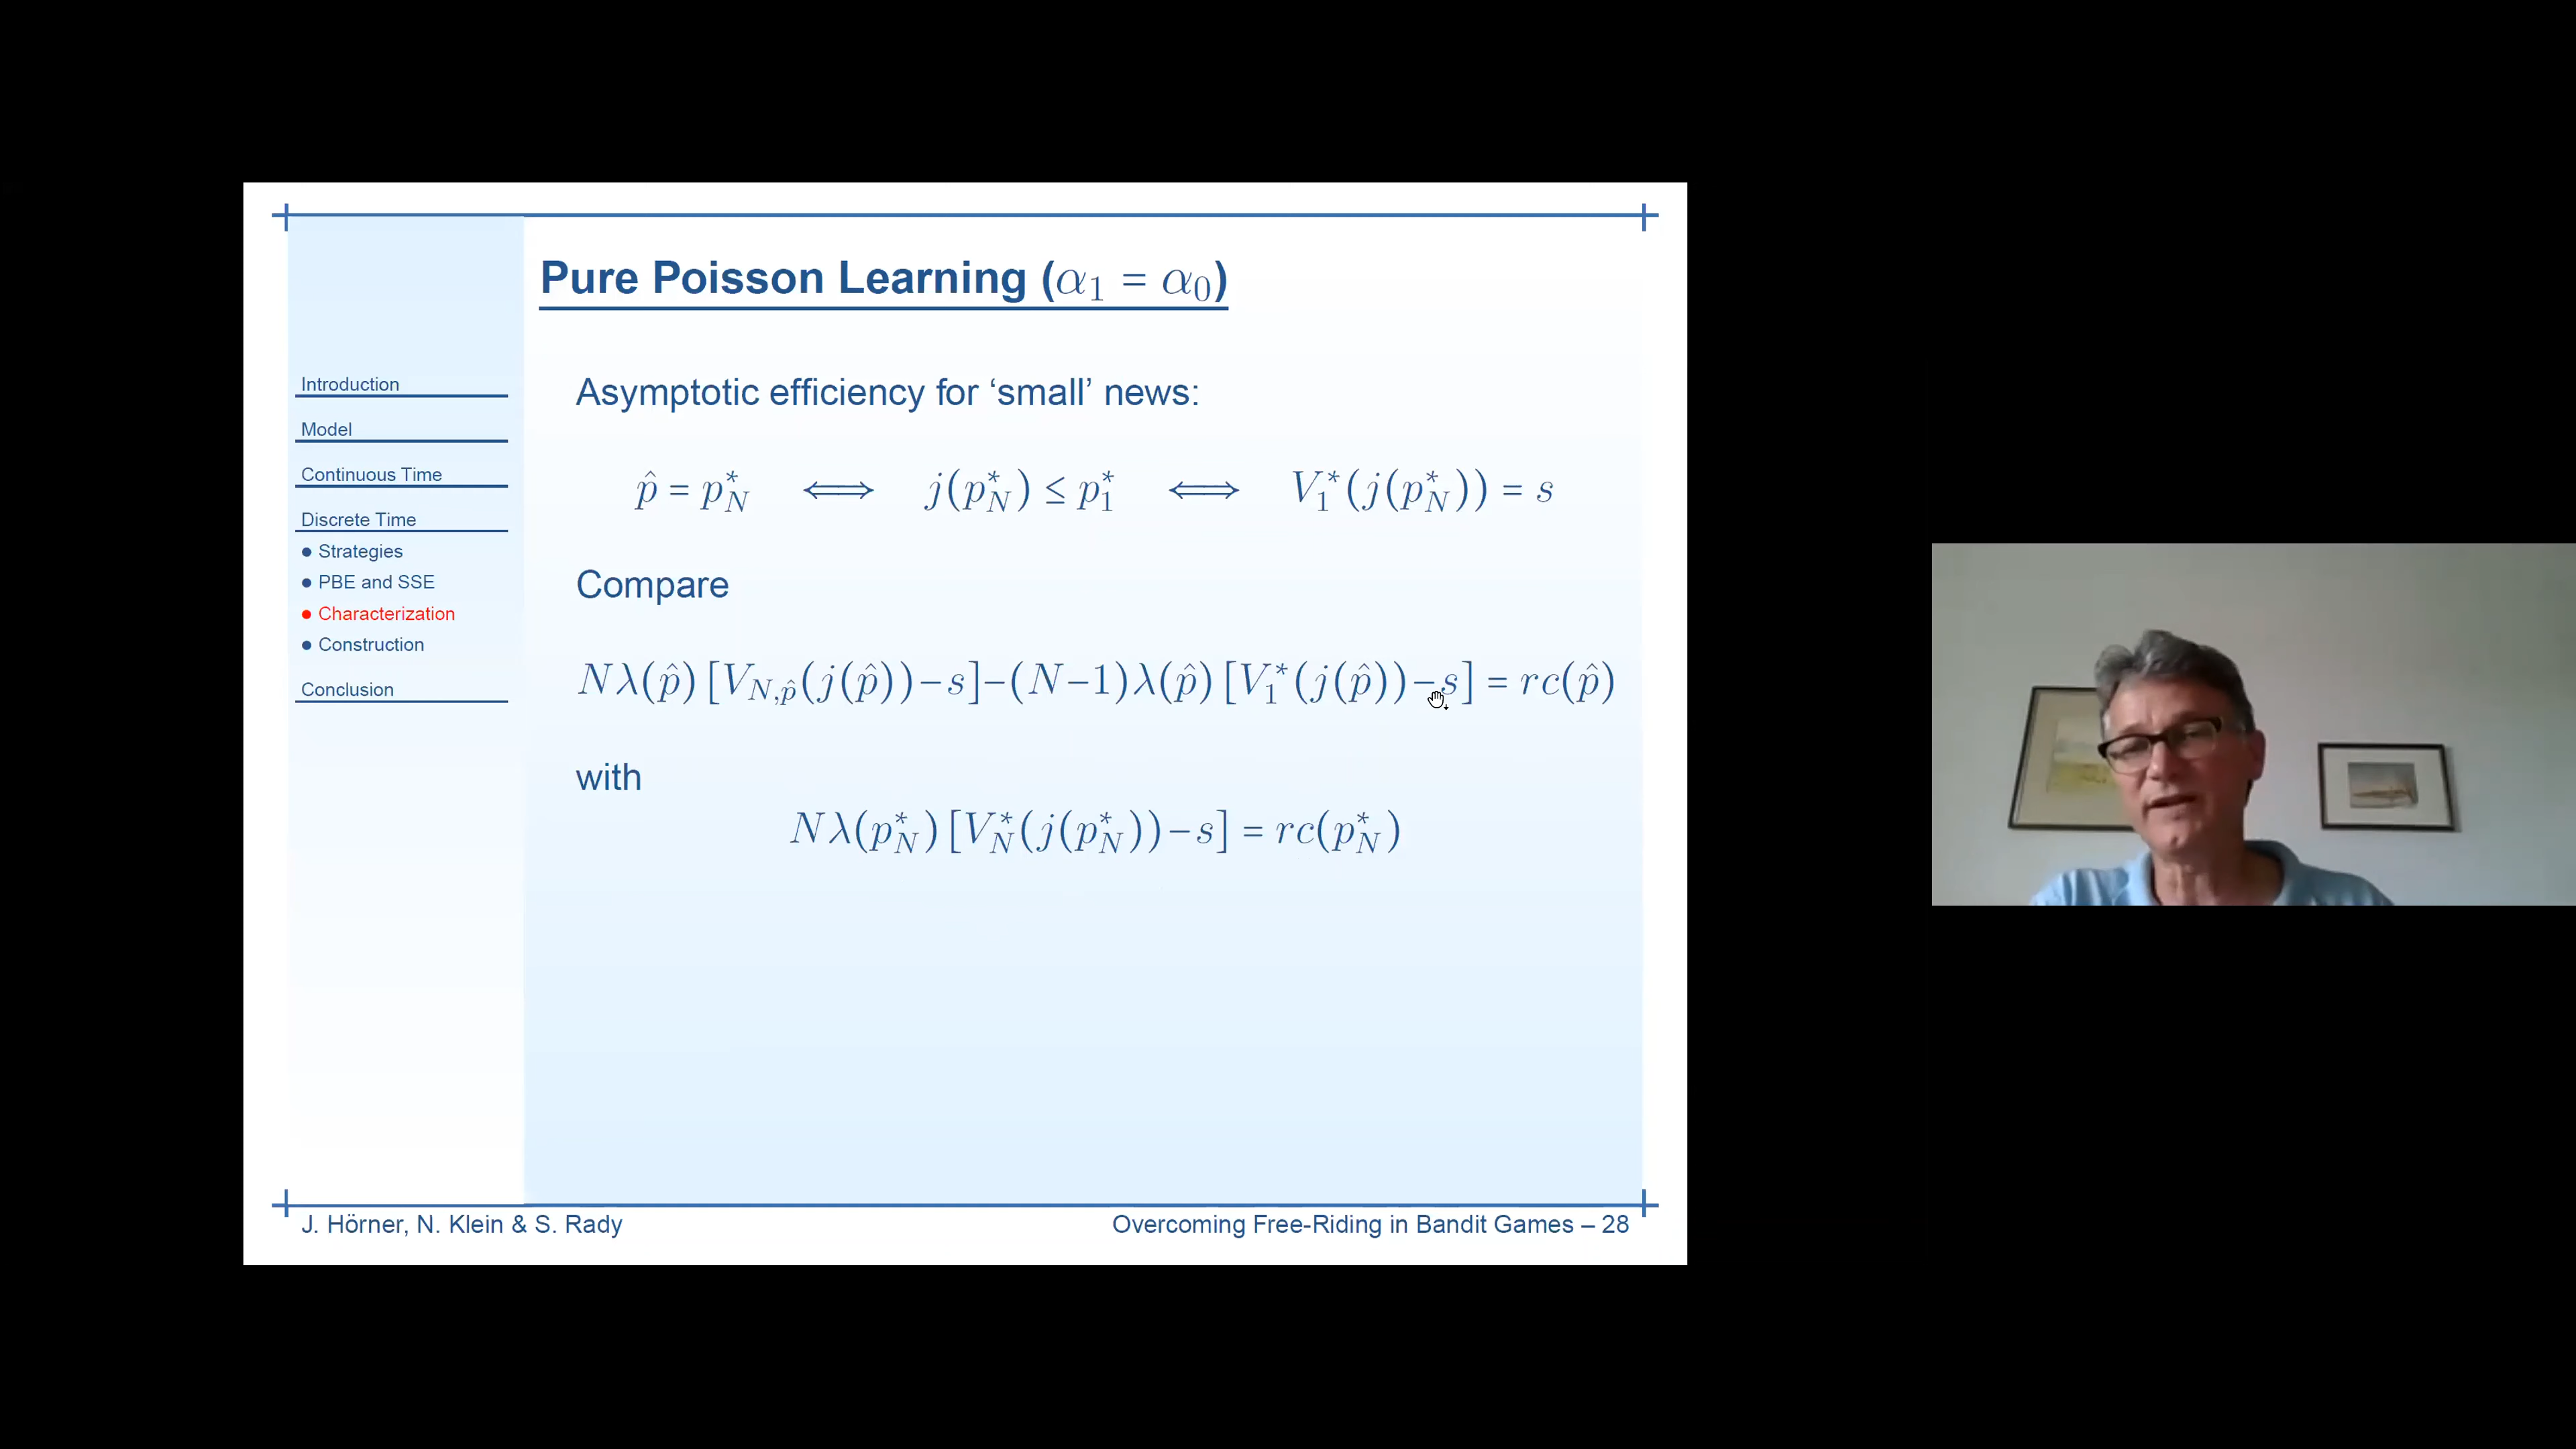 Pure Poisson Learning (α₁ = α₀)
Introduction
Model
Continuous Time
Discrete Time
● Strategies
● PBE and SSE
● Characterization
● Construction
Conclusion
Asymptotic efficiency for ‘small’ news:
p̂ = p*_N ⟺ j(p*_N) ≤ p*_1 ⟺ V*_1(j(p*_N)) = s
Compare
Nλ(p̂)[V_{N,p̂}(j(p̂))−s]−(N−1)λ(p̂)[V*_1(j(p̂))−s] = rc(p̂)
with
Nλ(p*_N)[V*_N(j(p*_N))−s] = rc(p*_N)
J. Hörner, N. Klein & S. Rady
Overcoming Free-Riding in Bandit Games – 28